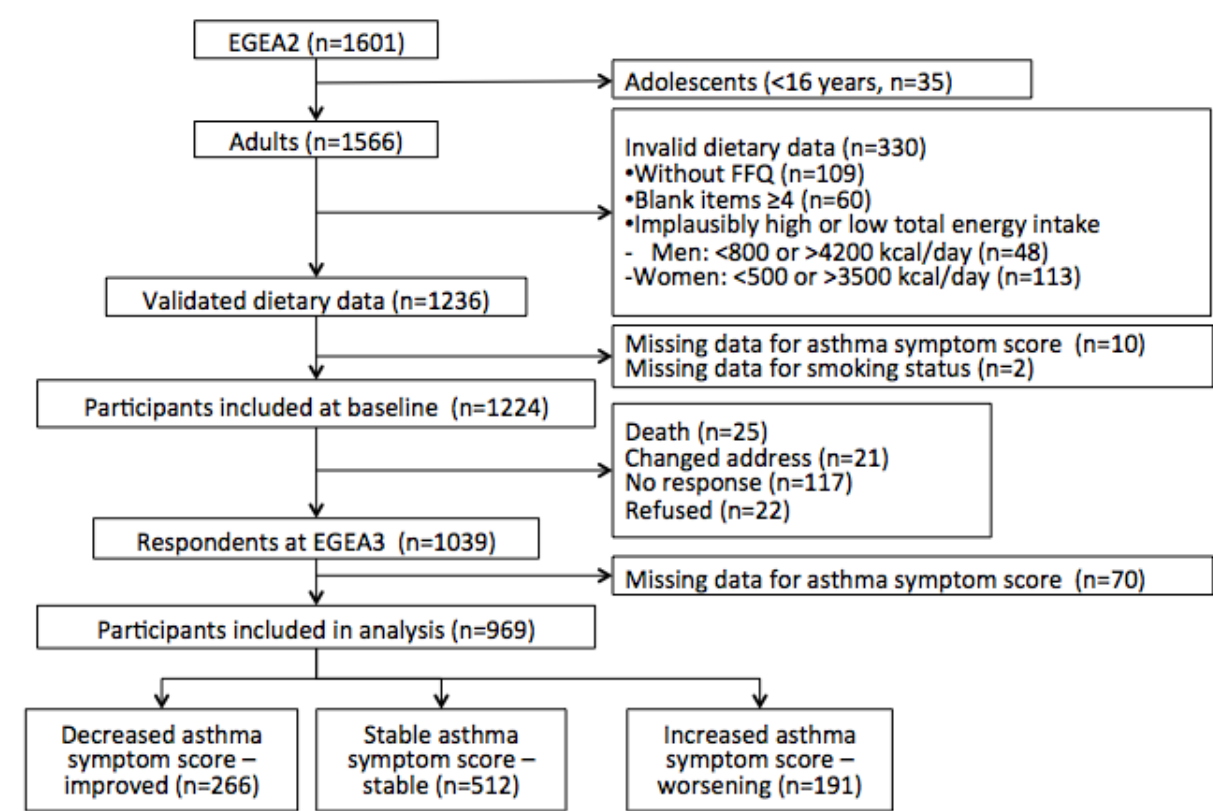 EGEA2 (n=1601)
Adolescents (<16 years, n=35)
Adults (n=1566)
Invalid dietary data (n=330)
•Without FFQ (n=109)
•Blank items ≥4 (n=60)
•Implausibly high or low total energy intake
- Men: <800 or >4200 kcal/day (n=48)
-Women: <500 or >3500 kcal/day (n=113)
Validated dietary data (n=1236)
Missing data for asthma symptom score (n=10)
Missing data for smoking status (n=2)
Participants included at baseline (n=1224)
Death (n=25)
Changed address (n=21)
No response (n=117)
Refused (n=22)
Respondents at EGEA3 (n=1039)
Missing data for asthma symptom score (n=70)
Participants included in analysis (n=969)
Decreased asthma
symptom score –
improved (n=266)
Stable asthma
symptom score –
stable (n=512)
Increased asthma
symptom score –
worsening (n=191)